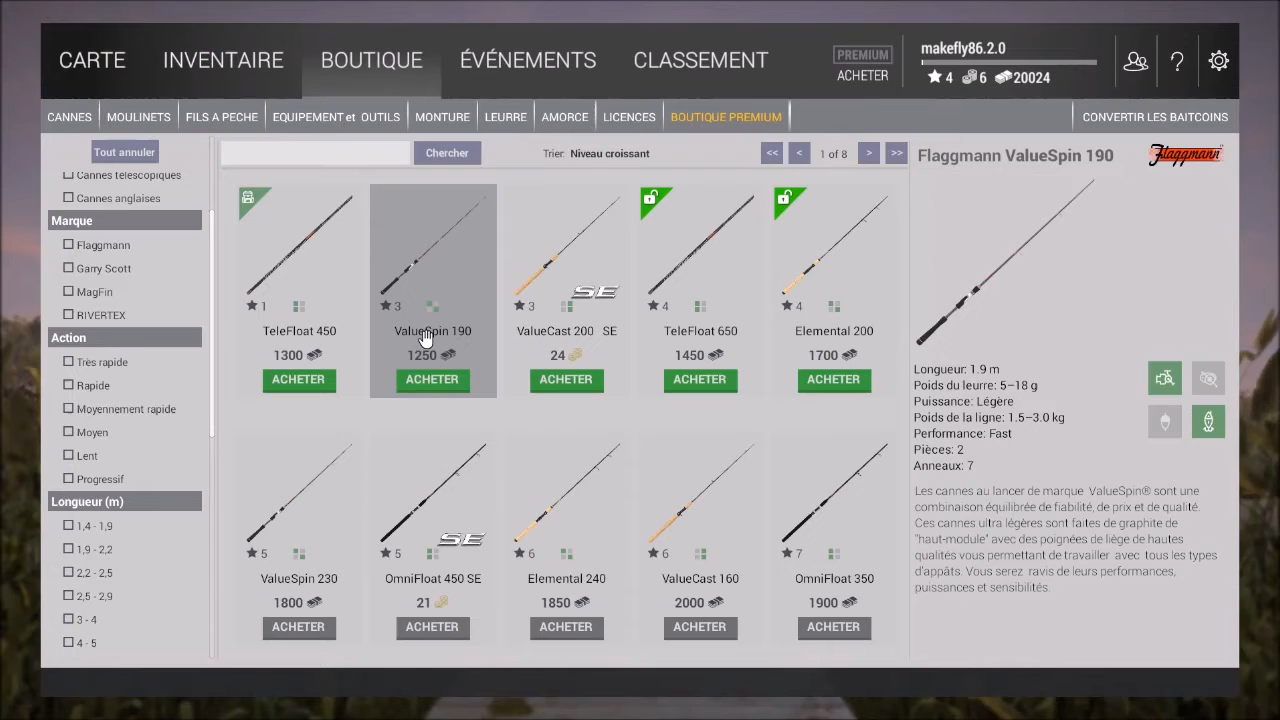 CARTE INVENTAIRE BOUTIQUE ÉVÉNEMENTS CLASSEMENT
PREMIUM
ACHETER
makefly86.2.0
4 6 20024
?
CANNES MOULINETS FILS A PECHE EQUIPEMENT et OUTILS MONTURE LEURRE AMORCE LICENCES BOUTIQUE PREMIUM CONVERTIR LES BAITCOINS
Tout annuler
Cannes télescopiques
Cannes anglaises
Marque
Flaggmann
Garry Scott
MagFin
RIVERTEX
Action
Très rapide
Rapide
Moyennement rapide
Moyen
Lent
Progressif
Longueur (m)
1,4 - 1,9
1,9 - 2,2
2,2 - 2,5
2,5 - 2,9
3 - 4
4 - 5
Chercher
Trier: Niveau croissant
<< < 1 of 8 > >>
1 3 3 4 4
SE
TeleFloat 450 ValueSpin 190 ValueCast 200 SE TeleFloat 650 Elemental 200
1300 1250 24 1450 1700
ACHETER ACHETER ACHETER ACHETER ACHETER
SE
5 5 6 6 7
ValueSpin 230 OmniFloat 450 SE Elemental 240 ValueCast 160 OmniFloat 350
1800 21 1850 2000 1900
ACHETER ACHETER ACHETER ACHETER ACHETER
Flaggmann ValueSpin 190
Flaggmann
Longueur: 1.9 m
Poids du leurre: 5–18 g
Puissance: Légère
Poids de la ligne: 1.5–3.0 kg
Performance: Fast
Pièces: 2
Anneaux: 7
Les cannes au lancer de marque ValueSpin® sont une
combinaison équilibrée de fiabilité, de prix et de qualité.
Ces cannes ultra légères sont faites de graphite de
"haut-module" avec des poignées de liège de hautes
qualités vous permettant de travailler avec tous les types
d'appâts. Vous serez ravis de leurs performances,
puissances et sensibilités.